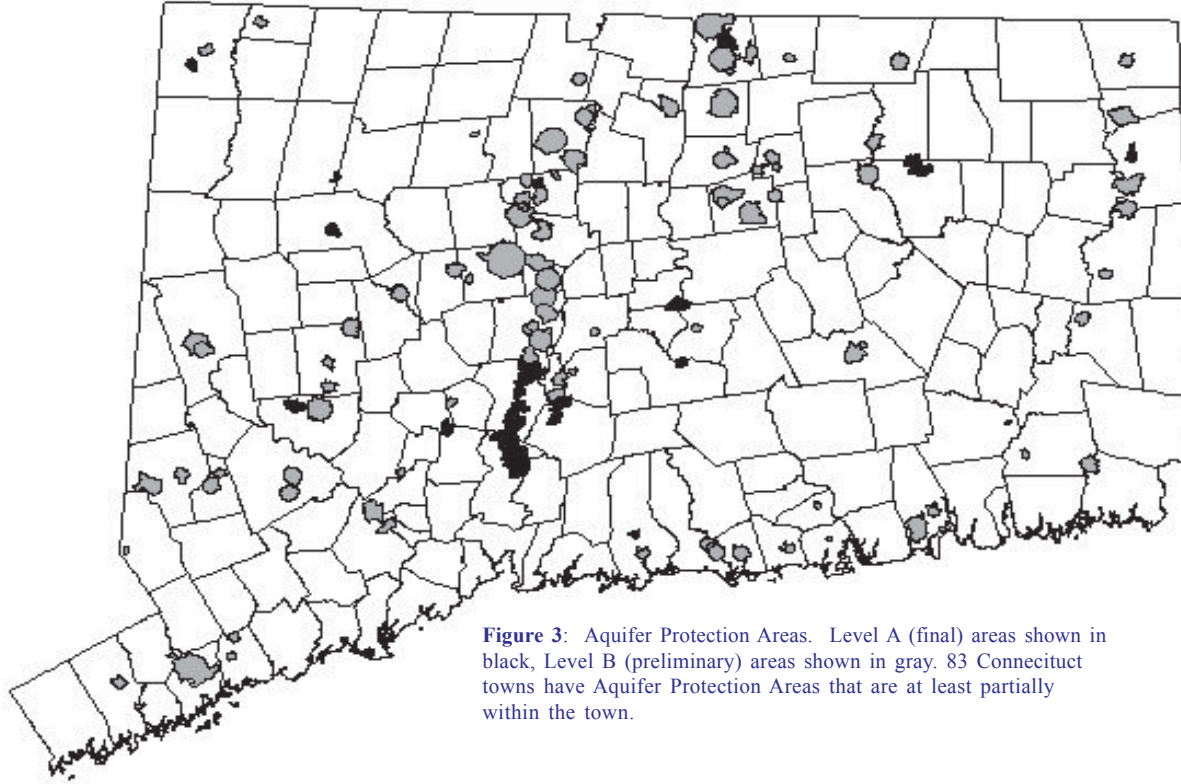 Figure 3:  Aquifer Protection Areas.  Level A (final) areas shown in
black, Level B (preliminary) areas shown in gray. 83 Conneciticut
towns have Aquifer Protection Areas that are at least partially
within the town.